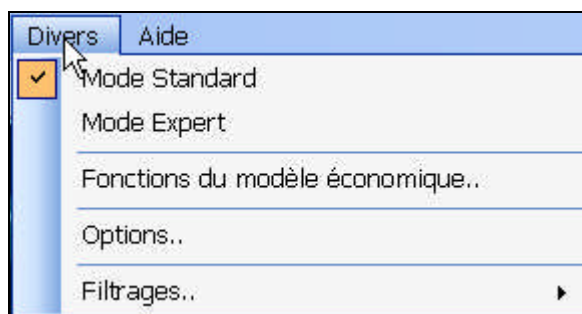 Divers Aide
Mode Standard
Mode Expert
Fonctions du modèle économique..
Options..
Filtrages..